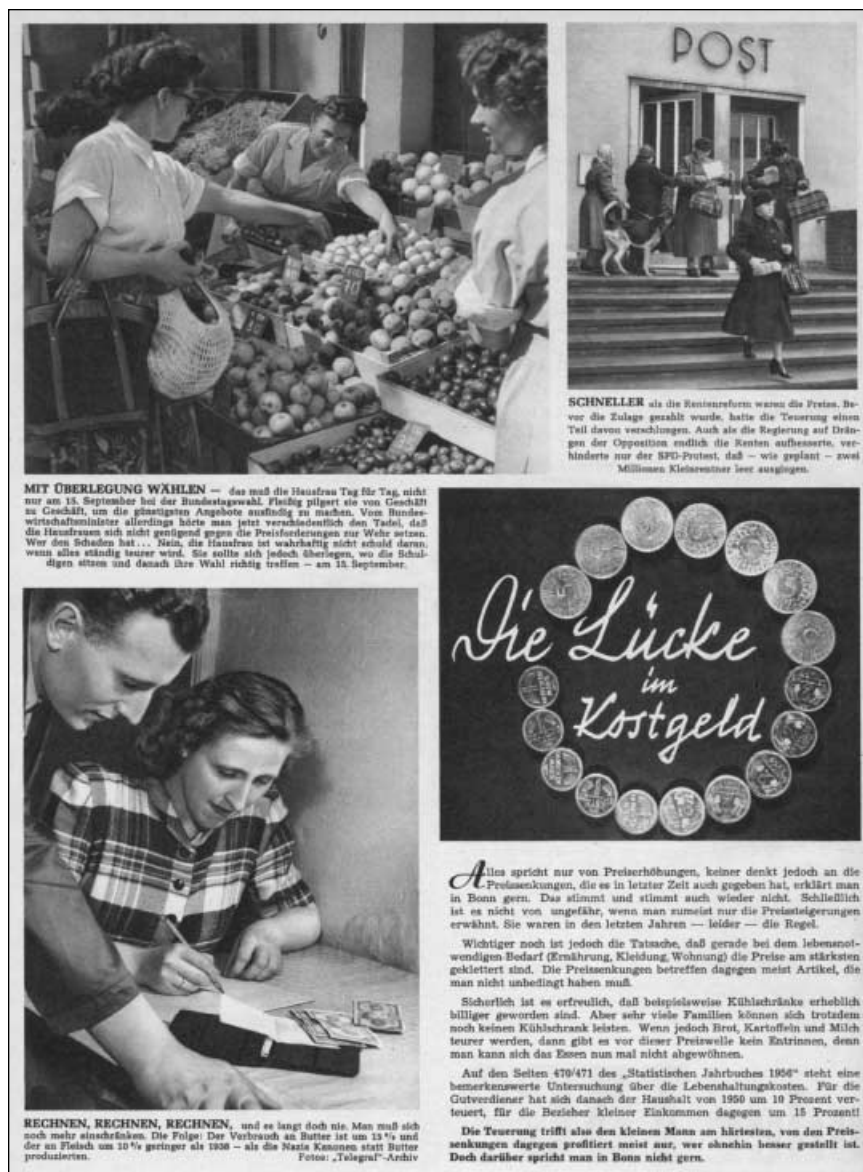 POST
SCHNELLER als die Rentenreform waren die Preise. Be-
vor die Zulage gezahlt wurde, hatte die Teuerung einen
Teil davon verschlungen. Auch als die Regierung auf Drän-
gen der Opposition endlich die Renten aufbesserte, ver-
hinderte nur der SPD-Protest, daß – wie geplant – zwei
Millionen Kleinrentner leer ausgingen.
MIT ÜBERLEGUNG WÄHLEN — das muß die Hausfrau Tag für Tag, nicht
nur am 15. September bei der Bundestagswahl. Fleißig pilgert sie von Geschäft
zu Geschäft, um die günstigsten Angebote ausfindig zu machen. Vom Bundes-
wirtschaftsminister allerdings hörte man jetzt verschiedentlich den Tadel, daß
die Hausfrauen sich nicht genügend gegen die Preisforderungen zur Wehr setzen.
Wer den Schaden hat ... Nein, die Hausfrau ist wahrhaftig nicht schuld daran,
wenn alles ständig teurer wird. Sie sollte sich jedoch überlegen, wo die Schul-
digen sitzen und danach ihre Wahl richtig treffen – am 15. September.
Die Lücke
im
Kostgeld
RECHNEN, RECHNEN, RECHNEN, und es langt doch nie. Man muß sich
noch mehr einschränken. Die Folge: Der Verbrauch an Butter ist um 15 % und
der an Fleisch um 10 % geringer als 1938 – als die Nazis Kanonen statt Butter
produzierten. Fotos: „Telegraf"-Archiv
Alles spricht nur von Preiserhöhungen, keiner denkt jedoch an die
Preissenkungen, die es in letzter Zeit auch gegeben hat, erklärt man
in Bonn gern. Das stimmt und stimmt auch wieder nicht. Schließlich
ist es nicht von ungefähr, wenn man zumeist nur die Preissteigerungen
erwähnt. Sie waren in den letzten Jahren — leider — die Regel.
Wichtiger noch ist jedoch die Tatsache, daß gerade bei dem lebensnot-
wendigen Bedarf (Ernährung, Kleidung, Wohnung) die Preise am stärksten
geklettert sind. Die Preissenkungen betreffen dagegen meist Artikel, die
man nicht unbedingt haben muß.
Sicherlich ist es erfreulich, daß beispielsweise Kühlschränke erheblich
billiger geworden sind. Aber sehr viele Familien können sich trotzdem
noch keinen Kühlschrank leisten. Wenn jedoch Brot, Kartoffeln und Milch
teurer werden, dann gibt es vor dieser Preiswelle kein Entrinnen, denn
man kann sich das Essen nun mal nicht abgewöhnen.
Auf den Seiten 470/471 des „Statistischen Jahrbuches 1956" steht eine
bemerkenswerte Untersuchung über die Lebenshaltungskosten. Für die
Gutverdiener hat sich danach der Haushalt von 1950 um 10 Prozent ver-
teuert, für die Bezieher kleiner Einkommen dagegen um 15 Prozent!
Die Teuerung trifft also den kleinen Mann am härtesten, von den Preis-
senkungen dagegen profitiert meist nur, wer ohnehin besser gestellt ist.
Doch darüber spricht man in Bonn nicht gern.